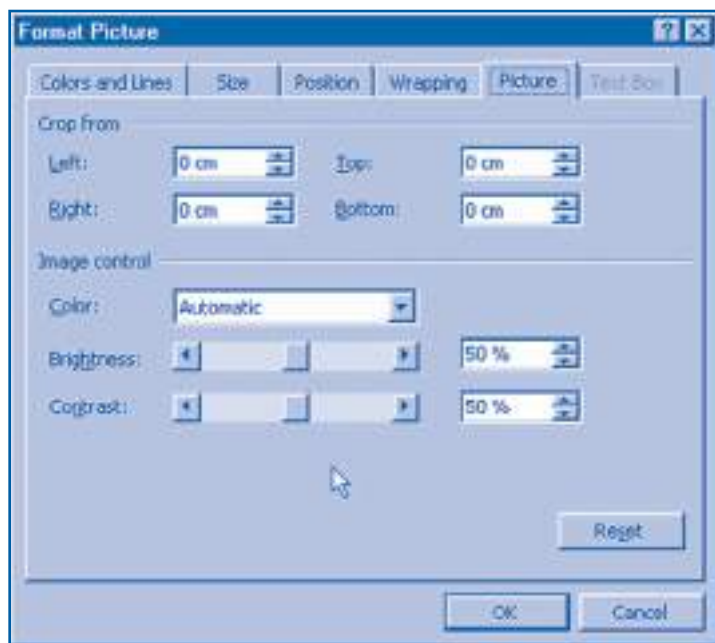 Format Picture
Colors and Lines Size Position Wrapping Picture Text Box
Crop from
Left: 0 cm Top: 0 cm
Right: 0 cm Bottom: 0 cm
Image control
Color: Automatic
Brightness: 50 %
Contrast: 50 %
Reset
OK Cancel